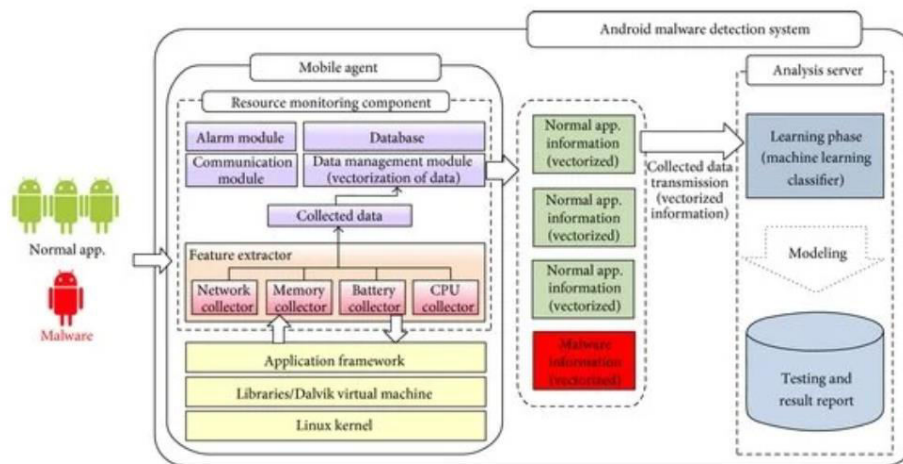 Android malware detection system
Mobile agent
Analysis server
Resource monitoring component
Alarm module
Database
Communication
module
Data management module
(vectorization of data)
Collected data
Feature extractor
Network
collector
Memory
collector
Battery
collector
CPU
collector
Application framework
Libraries/Dalvik virtual machine
Linux kernel
Normal app.
Malware
Normal app.
information
(vectorized)
Normal app.
information
(vectorized)
Normal app.
information
(vectorized)
Malware
information
(vectorized)
Collected data
transmission
(vectorized
information)
Learning phase
(machine learning
classifier)
Modeling
Testing and
result report